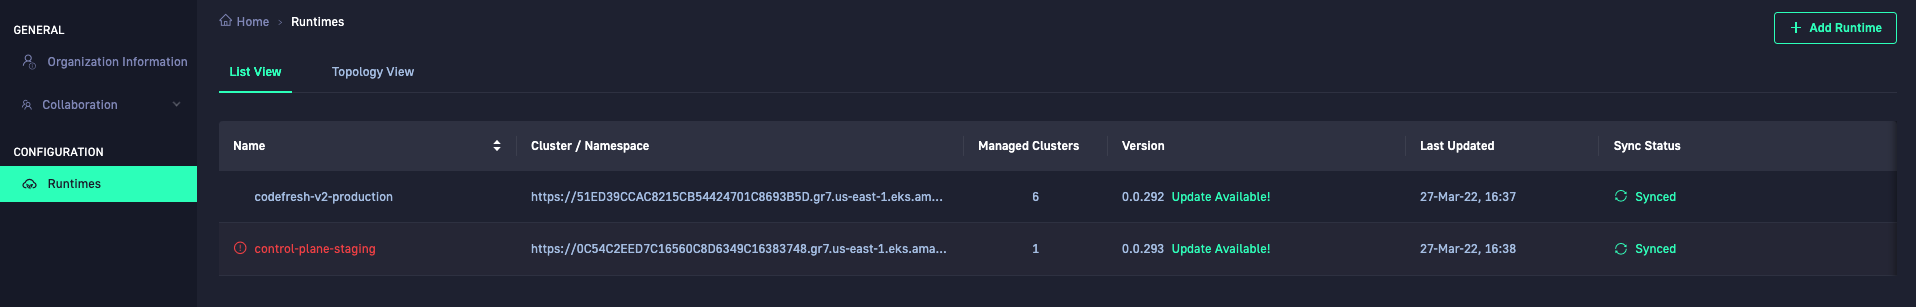 GENERAL
Organization Information
Collaboration
CONFIGURATION
Runtimes
Home › Runtimes
+ Add Runtime
List View Topology View
Name Cluster / Namespace Managed Clusters Version Last Updated Sync Status
codefresh-v2-production https://51ED39CCAC8215CB54424701C8693B5D.gr7.us-east-1.eks.am... 6 0.0.292 Update Available! 27-Mar-22, 16:37 Synced
control-plane-staging https://0C54C2EED7C16560C8D6349C16383748.gr7.us-east-1.eks.ama... 1 0.0.293 Update Available! 27-Mar-22, 16:38 Synced